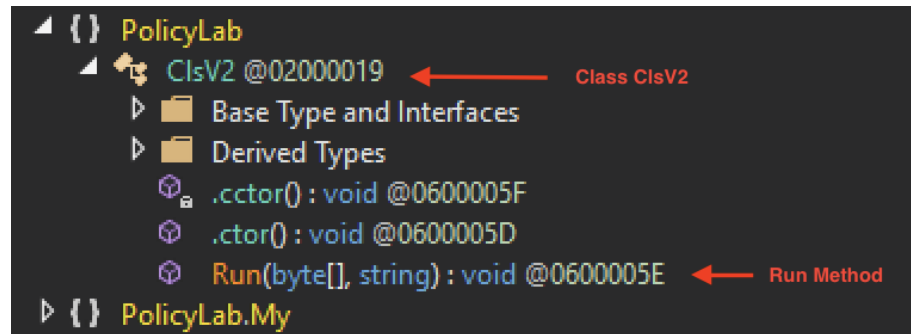 { } PolicyLab
ClsV2 @02000019 Class ClsV2
Base Type and Interfaces
Derived Types
.cctor() : void @0600005F
.ctor() : void @0600005D
Run(byte[], string) : void @0600005E Run Method
{ } PolicyLab.My